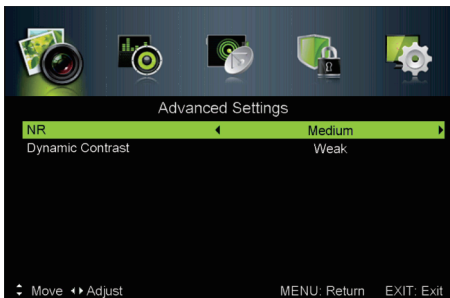 Advanced Settings
NR Medium
Dynamic Contrast Weak
Move Adjust MENU: Return EXIT: Exit